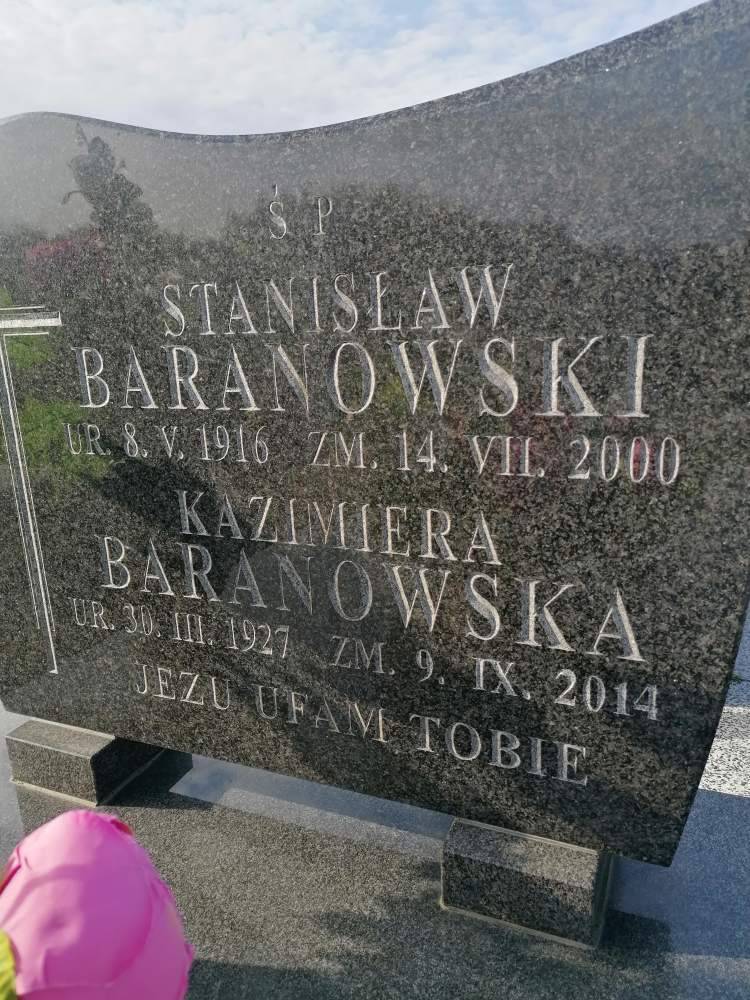 Ś P
STANISŁAW
BARANOWSKI
UR. 8. V. 1916 ZM. 14. VII. 2000
KAZIMIERA
BARANOWSKA
UR. 30. III. 1927 ZM. 9. IX. 2014
JEZU UFAM TOBIE